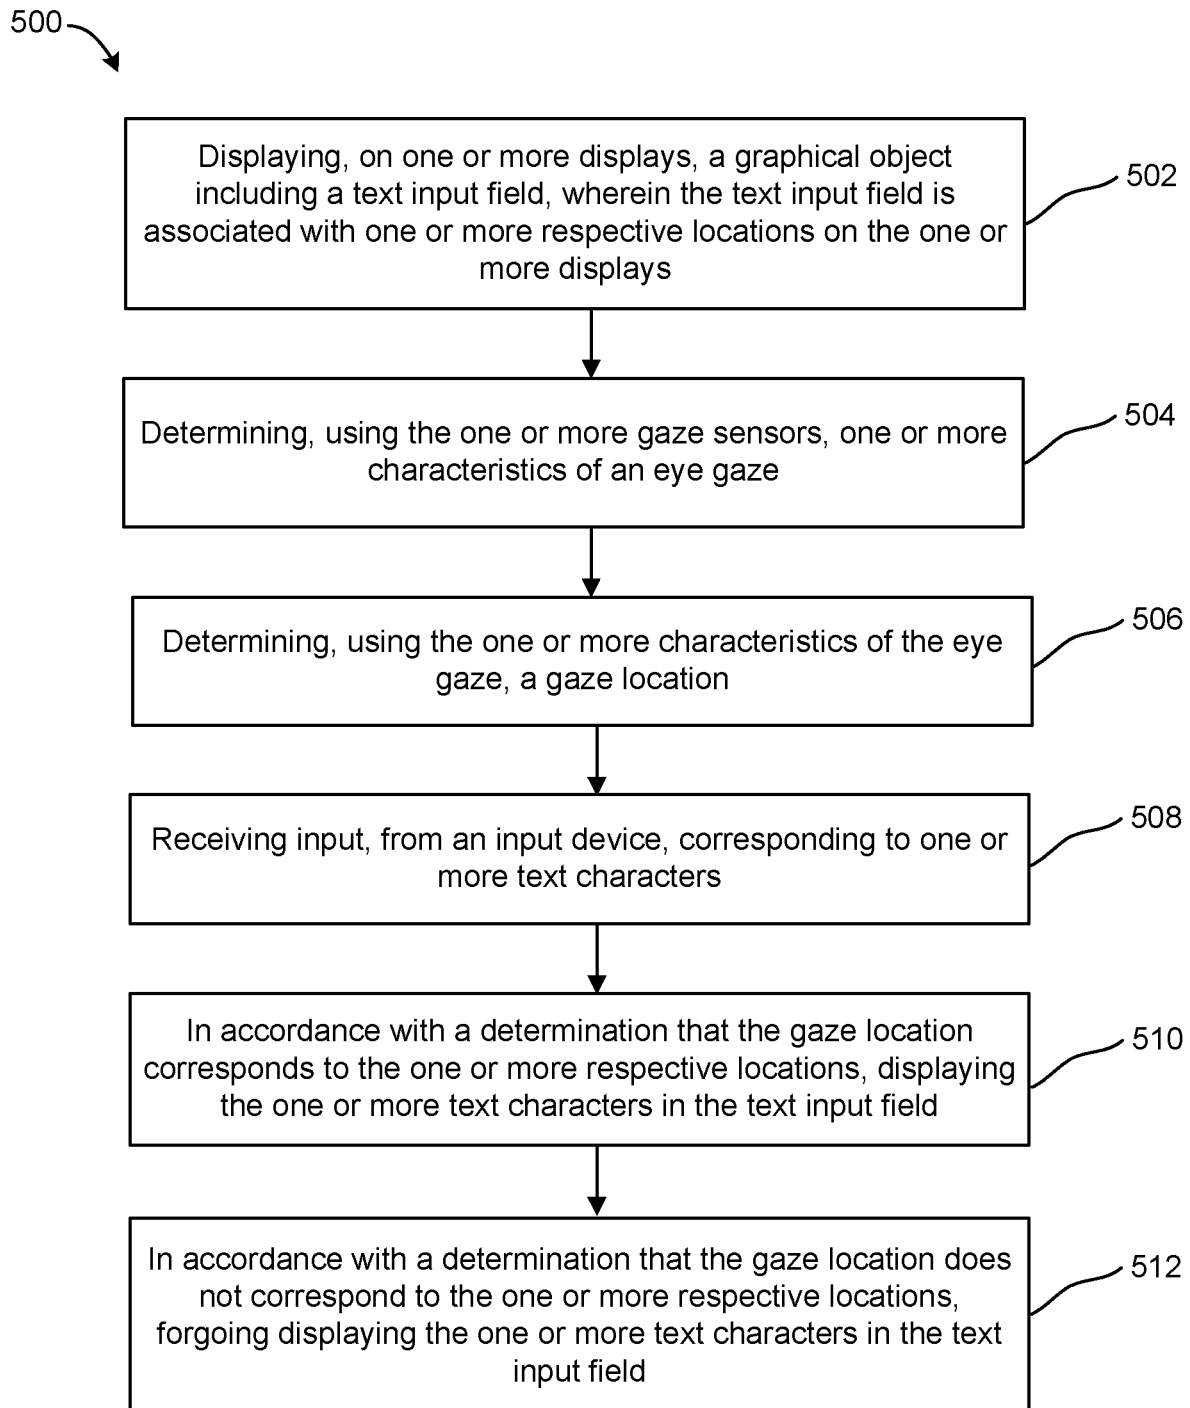 500
Displaying, on one or more displays, a graphical object
including a text input field, wherein the text input field is
associated with one or more respective locations on the one or
more displays
502
Determining, using the one or more gaze sensors, one or more
characteristics of an eye gaze
504
Determining, using the one or more characteristics of the eye
gaze, a gaze location
506
Receiving input, from an input device, corresponding to one or
more text characters
508
In accordance with a determination that the gaze location
corresponds to the one or more respective locations, displaying
the one or more text characters in the text input field
510
In accordance with a determination that the gaze location does
not correspond to the one or more respective locations,
forgoing displaying the one or more text characters in the text
input field
512